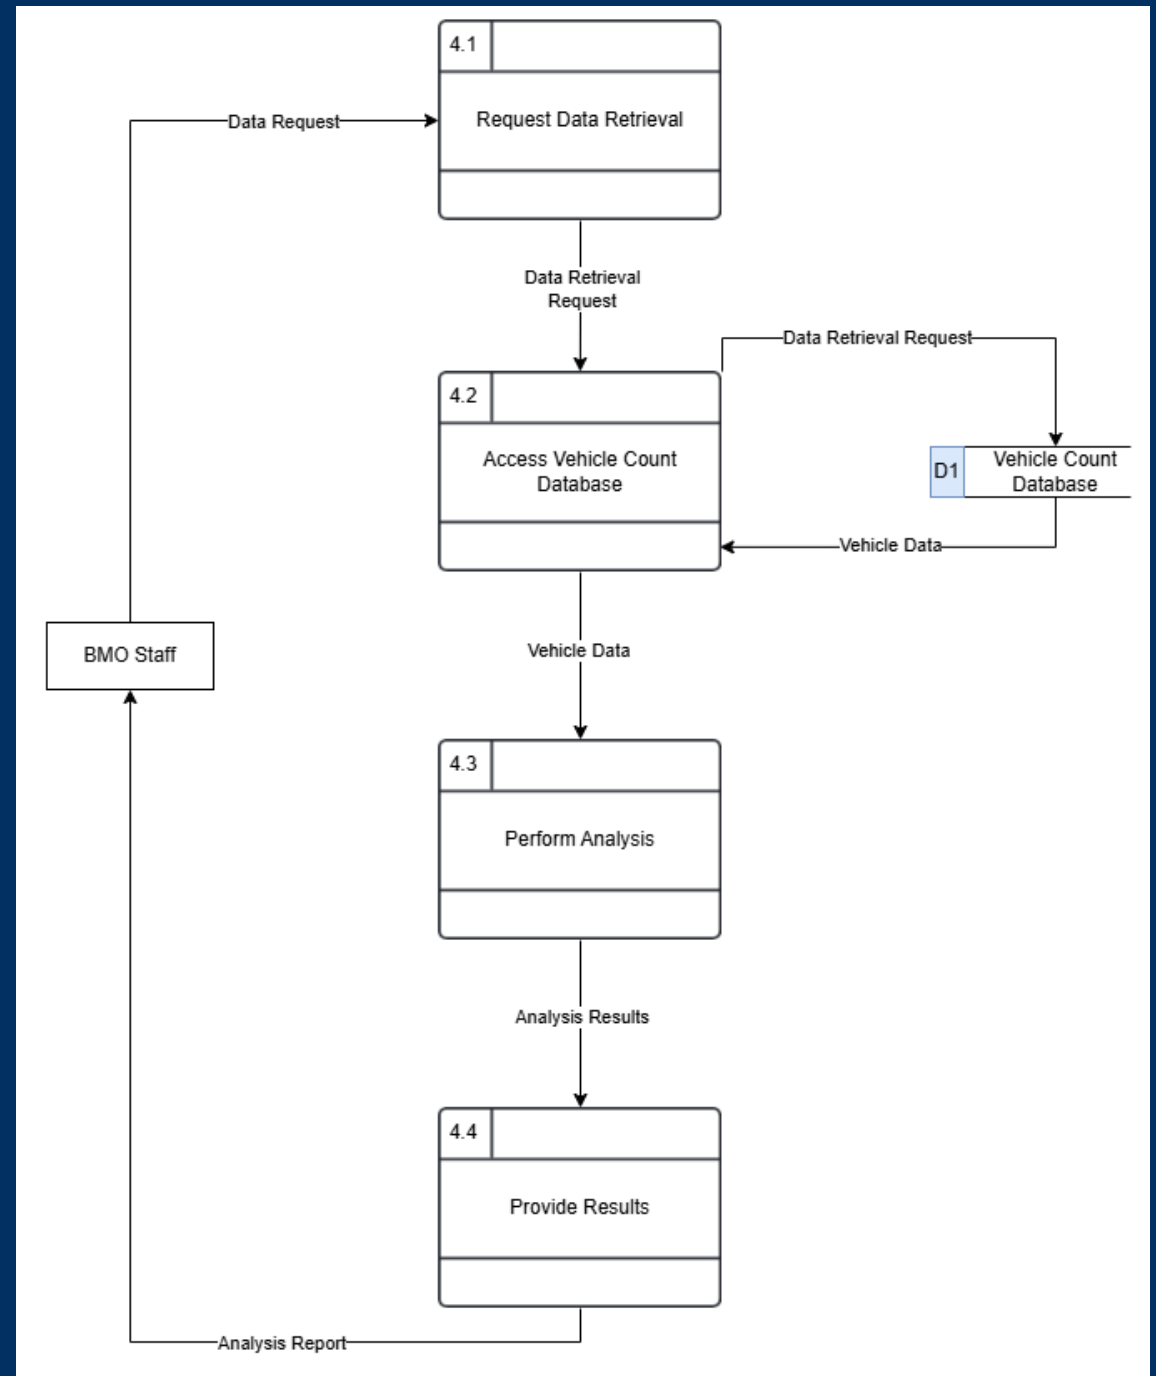 4.1
Data Request
Request Data Retrieval
Data Retrieval
Request
Data Retrieval Request
4.2
Access Vehicle Count
Database
D1
Vehicle Count
Database
Vehicle Data
Vehicle Data
BMO Staff
4.3
Perform Analysis
Analysis Results
4.4
Provide Results
Analysis Report